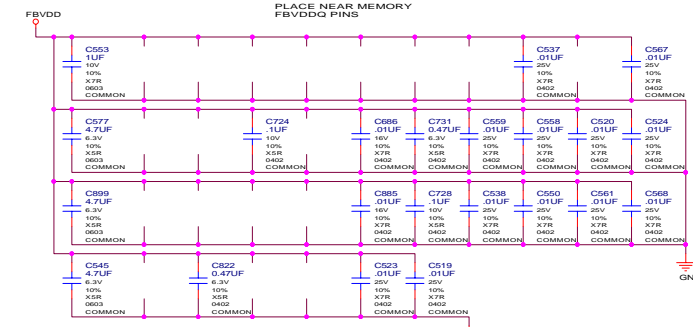 PLACE NEAR MEMORY
FBVDDQ PINS
FBVDD
C553
1UF
10V
10%
X7R
0603
COMMON
C537
.01UF
25V
10%
X7R
0402
COMMON
C567
.01UF
25V
10%
X7R
0402
COMMON
C577
4.7UF
6.3V
10%
X5R
0603
COMMON
C724
.1UF
10V
10%
X5R
0402
COMMON
C686
.01UF
16V
10%
X7R
0402
COMMON
C731
0.47UF
6.3V
10%
X5R
0402
COMMON
C559
.01UF
25V
10%
X7R
0402
COMMON
C558
.01UF
25V
10%
X7R
0402
COMMON
C520
.01UF
25V
10%
X7R
0402
COMMON
C524
.01UF
25V
10%
X7R
0402
COMMON
C899
4.7UF
6.3V
10%
X5R
0603
COMMON
C885
.01UF
16V
10%
X7R
0402
COMMON
C728
.1UF
10V
10%
X5R
0402
COMMON
C538
.01UF
25V
10%
X7R
0402
COMMON
C550
.01UF
25V
10%
X7R
0402
COMMON
C561
.01UF
25V
10%
X7R
0402
COMMON
C568
.01UF
25V
10%
X7R
0402
COMMON
GN
C545
4.7UF
6.3V
10%
X5R
0603
COMMON
C822
0.47UF
6.3V
10%
X5R
0402
COMMON
C523
.01UF
25V
10%
X7R
0402
COMMON
C519
.01UF
25V
10%
X7R
0402
COMMON